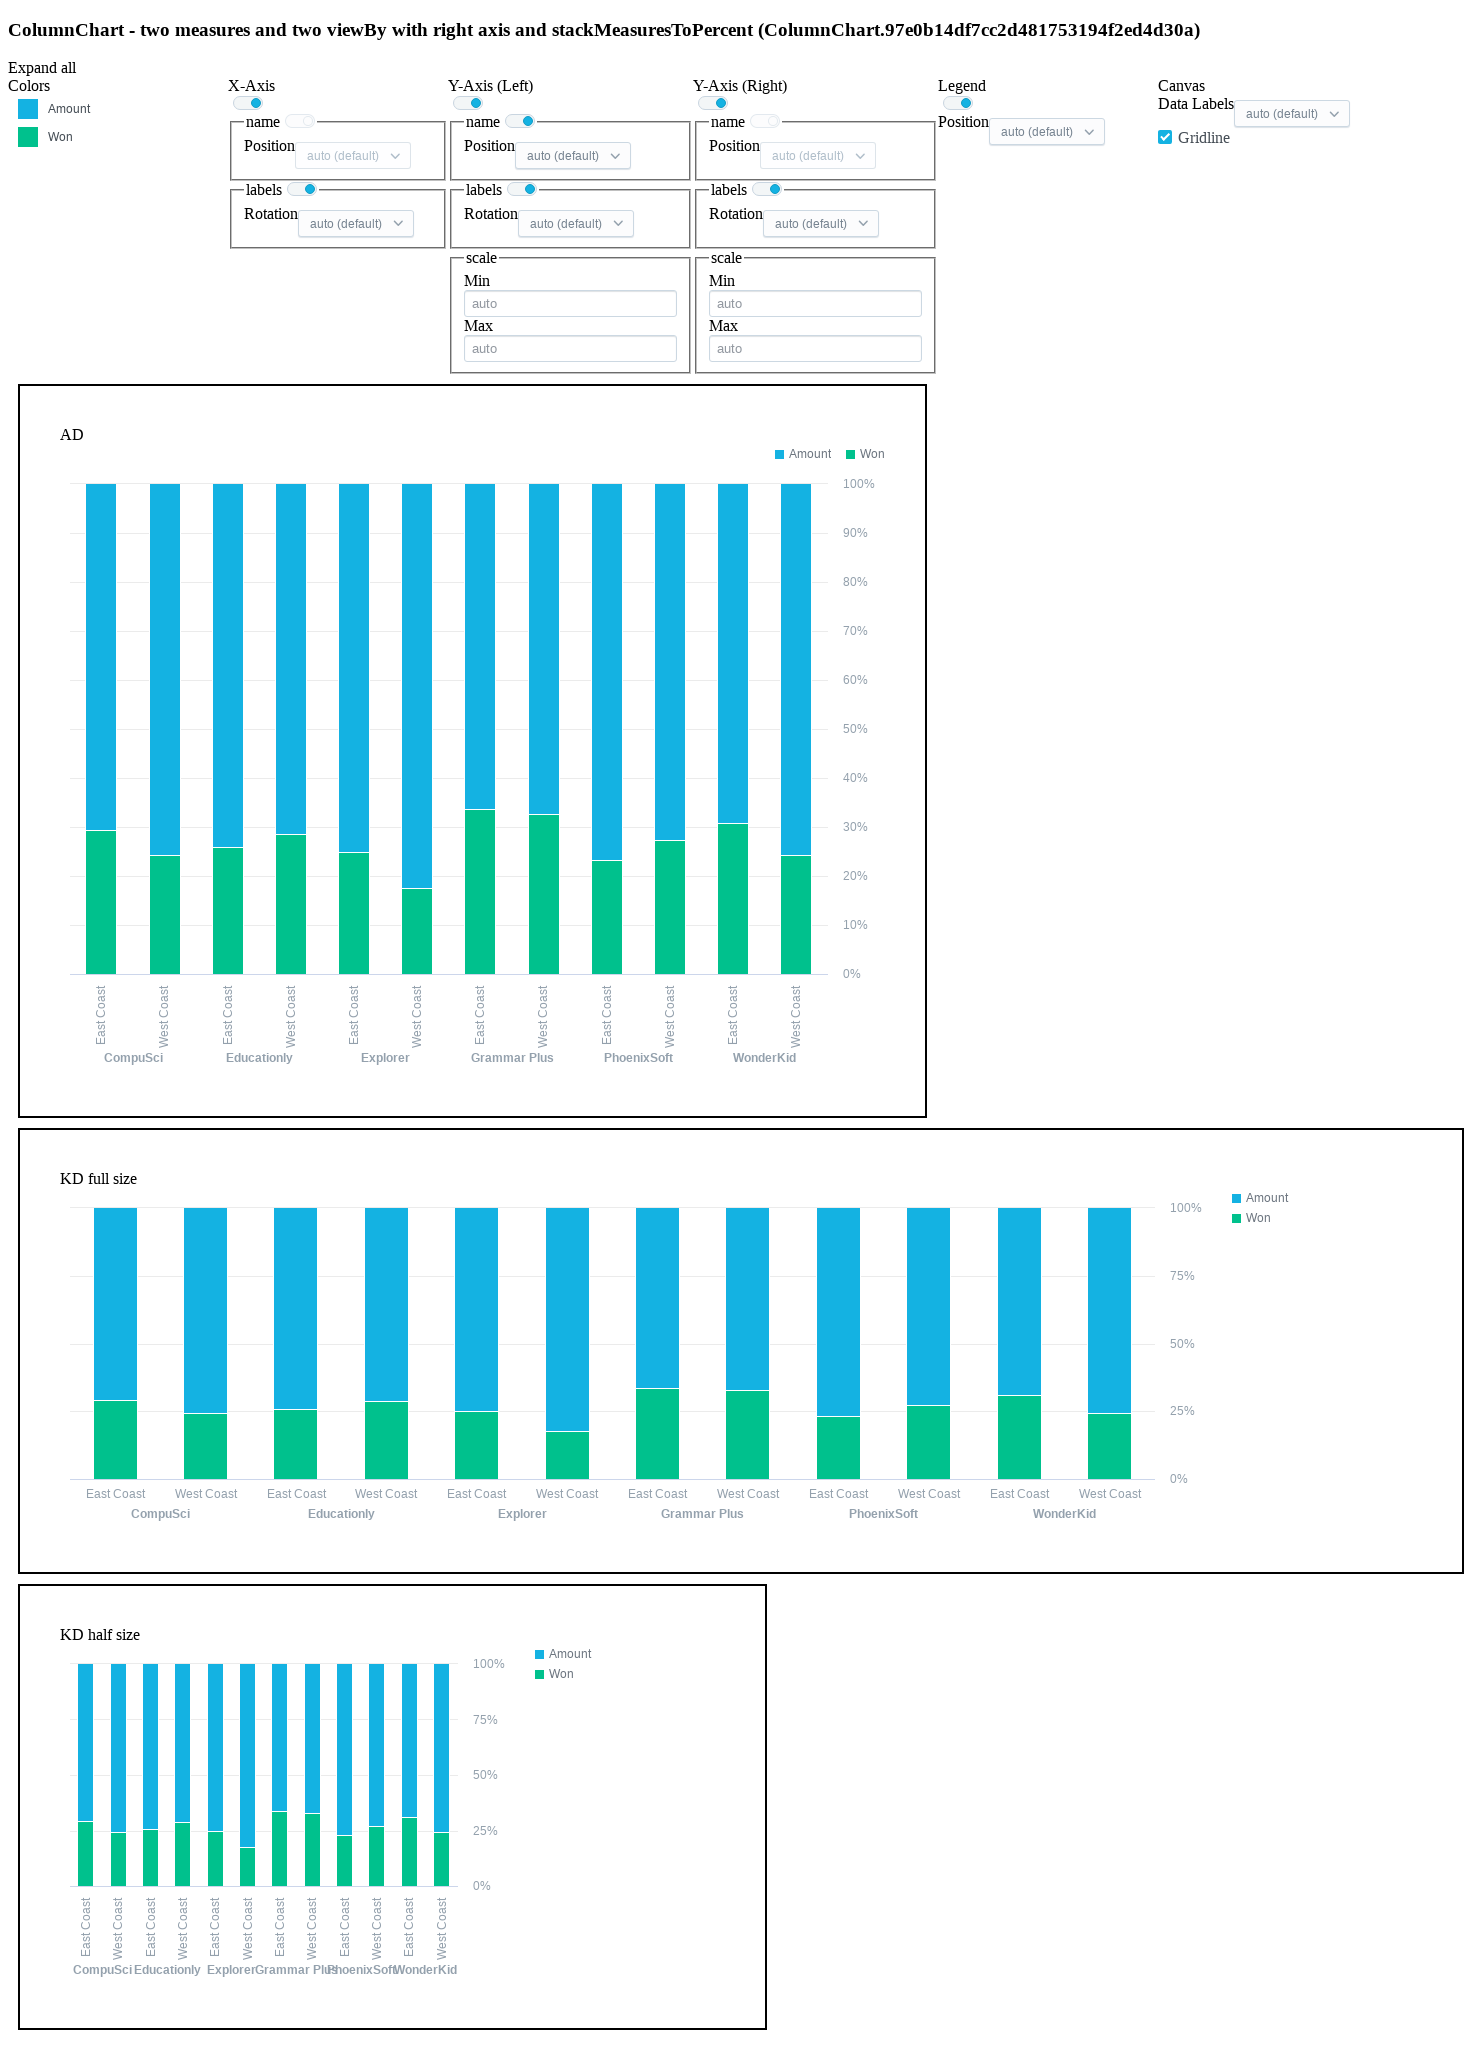 ColumnChart - two measures and two viewBy with right axis and stackMeasuresToPercent (ColumnChart.97e0b14df7cc2d481753194f2ed4d30a)
Expand all
Colors
Amount
Won
X-Axis
name
Position auto (default)
labels
Rotation auto (default)
Y-Axis (Left)
name
Position auto (default)
labels
Rotation auto (default)
scale
Min
auto
Max
auto
Y-Axis (Right)
name
Position auto (default)
labels
Rotation auto (default)
scale
Min
auto
Max
auto
Legend
Position auto (default)
Canvas
Data Labels auto (default)
Gridline
AD
Amount Won
100%
90%
80%
70%
60%
50%
40%
30%
20%
10%
0%
East Coast West Coast East Coast West Coast East Coast West Coast East Coast West Coast East Coast West Coast East Coast West Coast
CompuSci Educationly Explorer Grammar Plus PhoenixSoft WonderKid
KD full size
Amount
Won
100%
75%
50%
25%
0%
East Coast West Coast East Coast West Coast East Coast West Coast East Coast West Coast East Coast West Coast East Coast West Coast
CompuSci Educationly Explorer Grammar Plus PhoenixSoft WonderKid
KD half size
Amount
Won
100%
75%
50%
25%
0%
East Coast West Coast East Coast West Coast East Coast West Coast East Coast West Coast East Coast West Coast East Coast West Coast
CompuSci Educationly Explorer Grammar Plus PhoenixSoft WonderKid